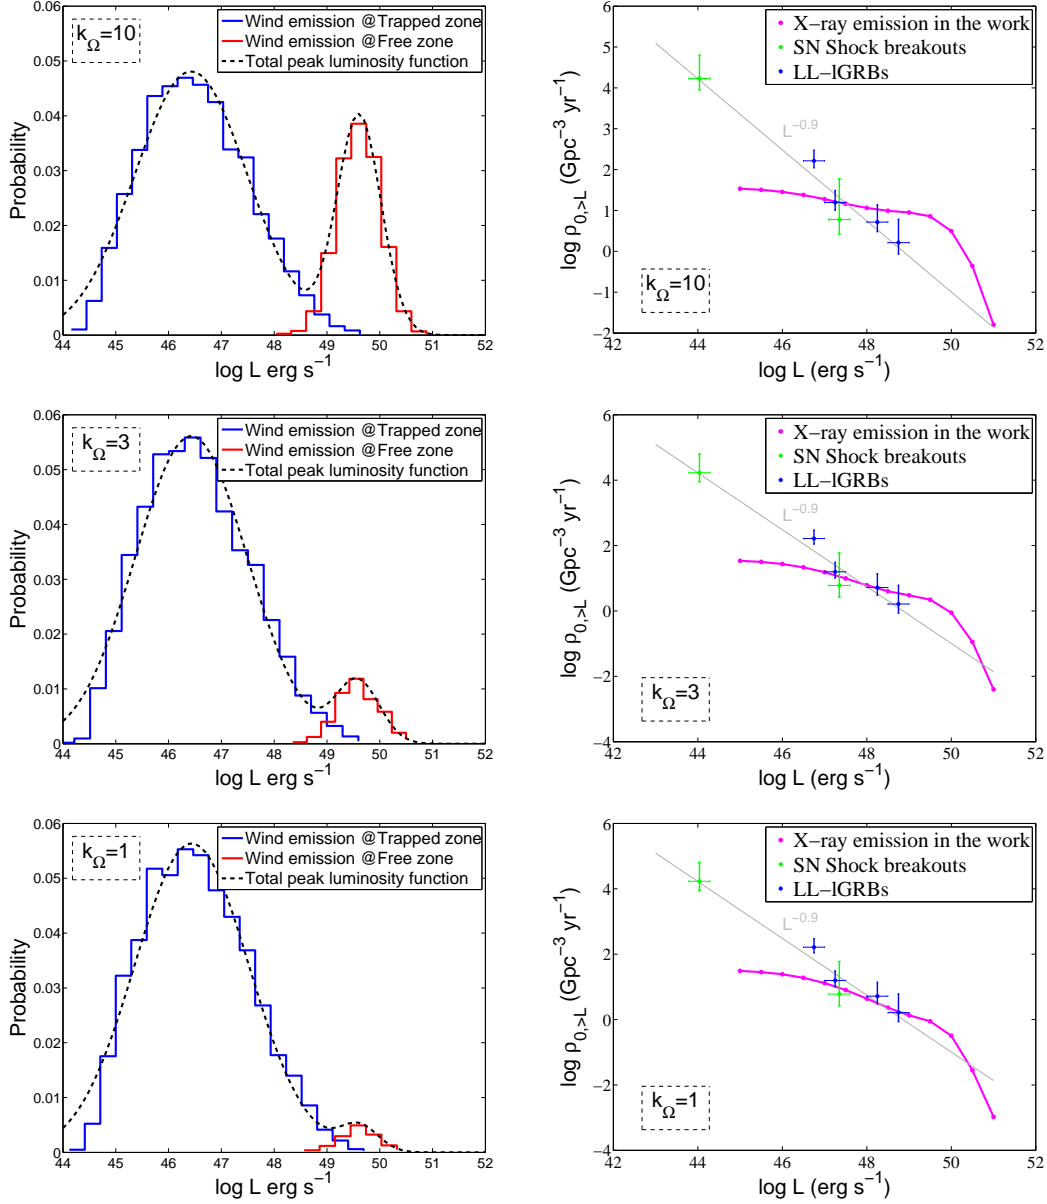 Wind emission @Trapped zone
Wind emission @Free zone
Total peak luminosity function
k_Ω=10
Probability
0.06
0.05
0.04
0.03
0.02
0.01
0
44 45 46 47 48 49 50 51 52
log L erg s⁻¹
X−ray emission in the work
SN Shock breakouts
LL−lGRBs
L⁻⁰·⁹
k_Ω=10
log ρ_0,>L (Gpc⁻³ yr⁻¹)
6
5
4
3
2
1
0
−1
−2
42 43 44 45 46 47 48 49 50 51 52
log L (erg s⁻¹)
Wind emission @Trapped zone
Wind emission @Free zone
Total peak luminosity function
k_Ω=3
Probability
0.06
0.05
0.04
0.03
0.02
0.01
0
44 45 46 47 48 49 50 51 52
log L erg s⁻¹
X−ray emission in the work
SN Shock breakouts
LL−lGRBs
L⁻⁰·⁹
k_Ω=3
log ρ_0,>L (Gpc⁻³ yr⁻¹)
6
4
2
0
−2
−4
42 44 46 48 50 52
log L (erg s⁻¹)
Wind emission @Trapped zone
Wind emission @Free zone
Total peak luminosity function
k_Ω=1
Probability
0.06
0.05
0.04
0.03
0.02
0.01
0
44 45 46 47 48 49 50 51 52
log L erg s⁻¹
X−ray emission in the work
SN Shock breakouts
LL−lGRBs
L⁻⁰·⁹
k_Ω=1
log ρ_0,>L (Gpc⁻³ yr⁻¹)
6
4
2
0
−2
−4
42 44 46 48 50 52
log L (erg s⁻¹)